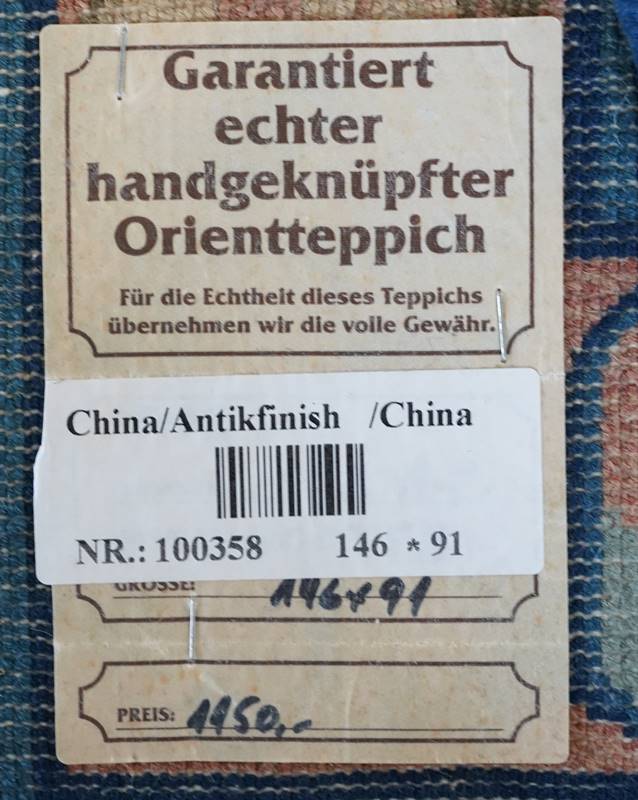 Garantiert
echter
handgeknüpfter
Orientteppich
Für die Echtheit dieses Teppichs
übernehmen wir die volle Gewähr.
China/Antikfinish /China
NR.: 100358 146 * 91
GRÖSSE: 146x91
PREIS: 1150,-